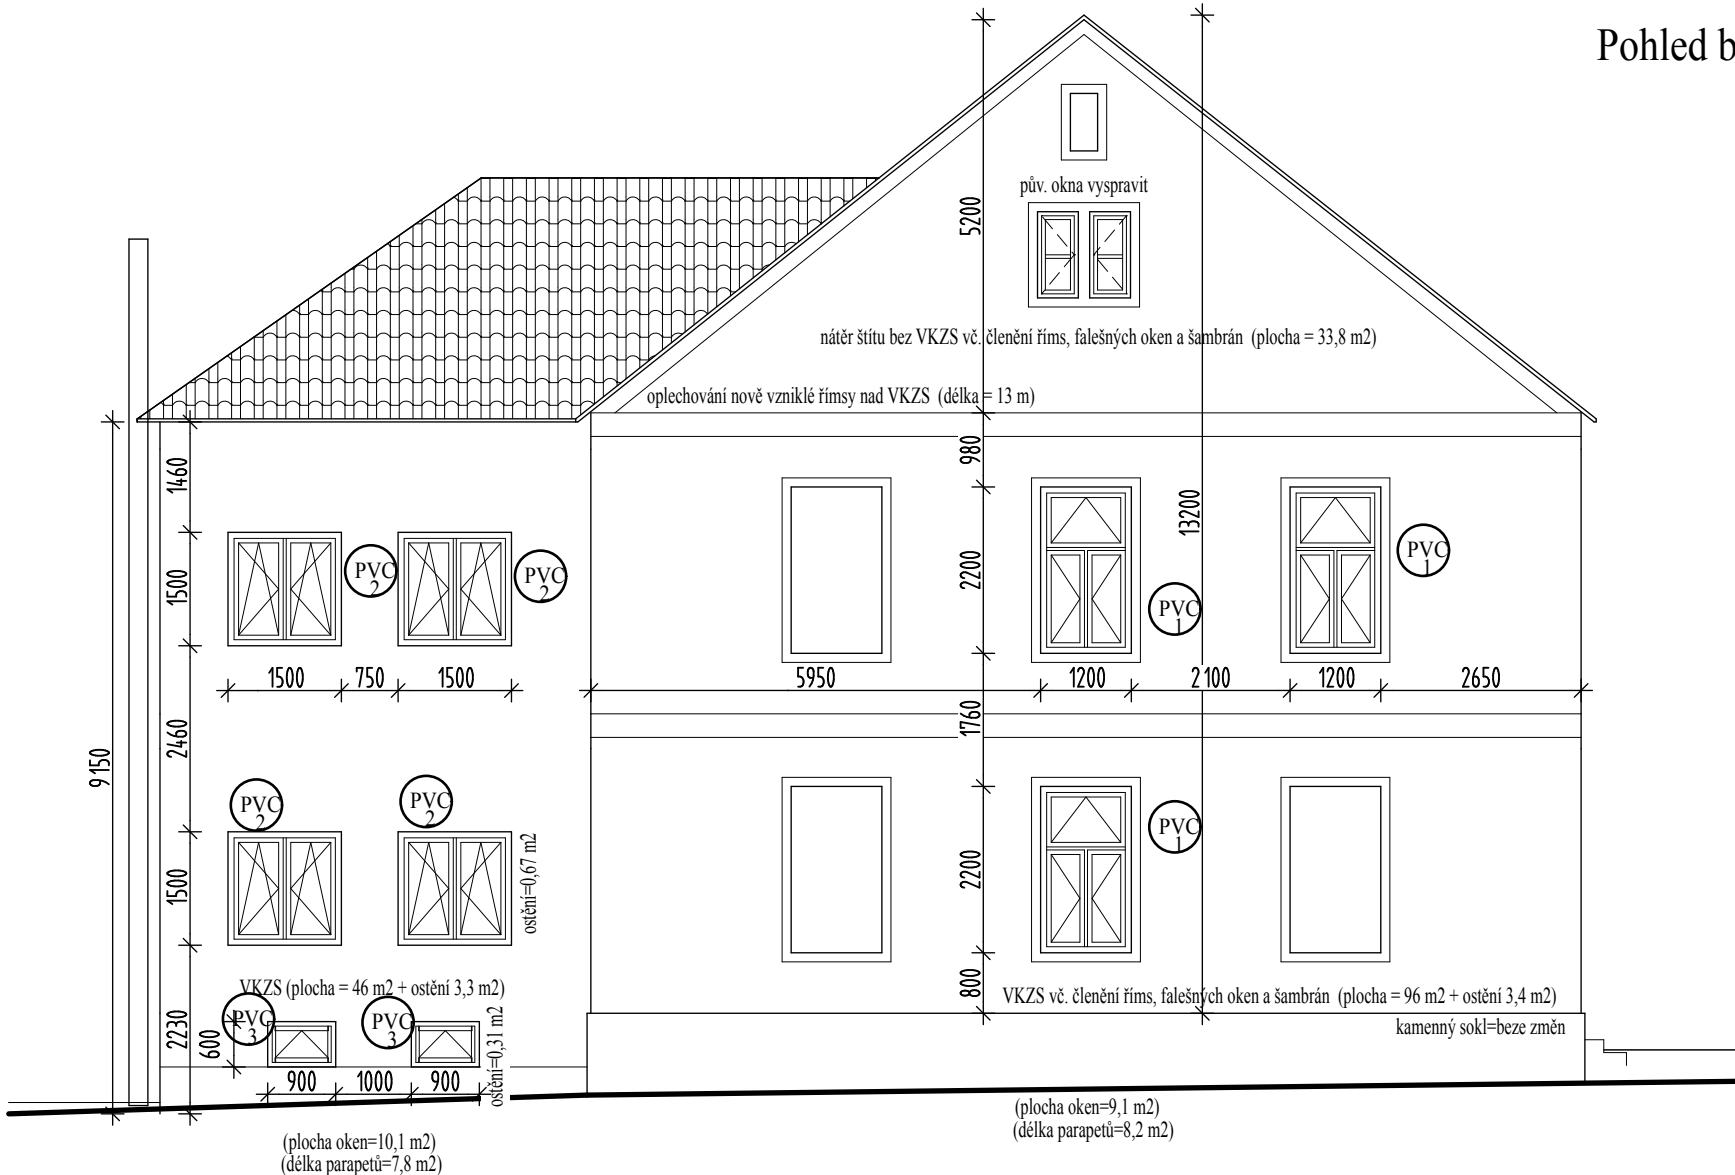 Pohled b
5200
pův. okna vyspravit
nátěr štítu bez VKZS vč. členění říms, falešných oken a šambrán (plocha = 33,8 m2)
oplechování nově vzniklé římsy nad VKZS (délka = 13 m)
1460
980
13200
1500
PVC
2
PVC
2
2200
PVC
1
PVC
1
1500
750
1500
5950
1200
2100
1200
2650
9150
2460
1760
PVC
2
PVC
2
PVC
1
1500
ostění=0,67 m2
2200
800
VKZS (plocha = 46 m2 + ostění 3,3 m2)
VKZS vč. členění říms, falešných oken a šambrán (plocha = 96 m2 + ostění 3,4 m2)
2230
600
PVC
3
PVC
3
ostění=0,31 m2
kamenný sokl=beze změn
900
1000
900
(plocha oken=9,1 m2)
(délka parapetů=8,2 m2)
(plocha oken=10,1 m2)
(délka parapetů=7,8 m2)